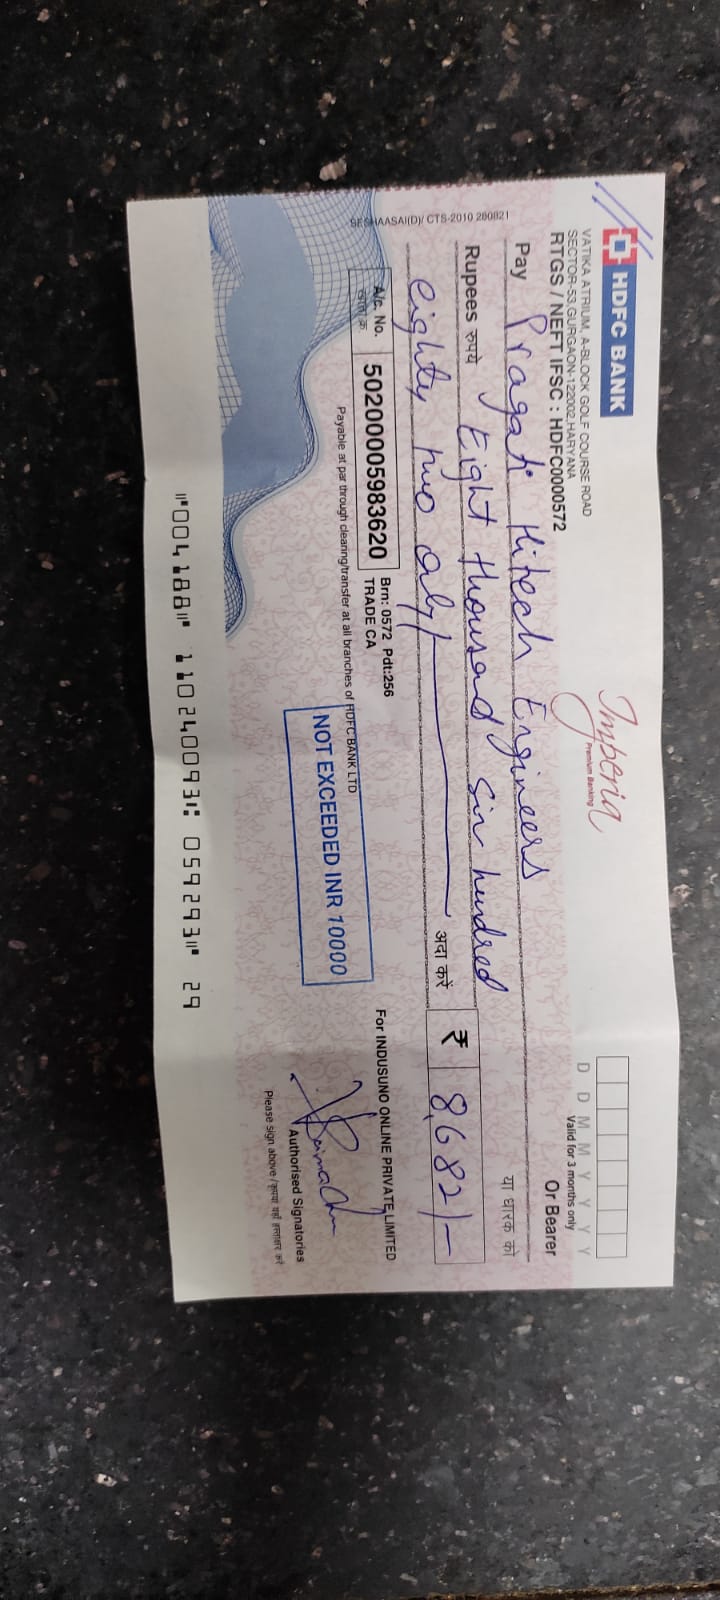 HDFC BANK
Imperia
Premium Banking
VATIKA ATRIUM, A-BLOCK, GOLF COURSE ROAD
SECTOR-53, GURGAON-122002, HARYANA
RTGS / NEFT IFSC : HDFC0000572
D D M M Y Y Y Y
Valid for 3 months only
Or Bearer
Pay Pragati Hitech Engineers
या धारक को
Rupees रुपये Eight thousand Six hundred
eighty two only/- अदा करें
₹ 8,682/-
SESHAASAI(D)/ CTS-2010 280821
A/c. No. 50200005983620
Brn: 0572 Pdt:256
TRADE CA
For INDUSUNO ONLINE PRIVATE LIMITED
Payable at par through clearing/transfer at all branches of HDFC BANK LTD
NOT EXCEEDED INR 10000
Authorised Signatories
Please sign above / कृपया यहाँ हस्ताक्षर करें
⑈004188⑈ 110240093⑆ 059293⑈ 29